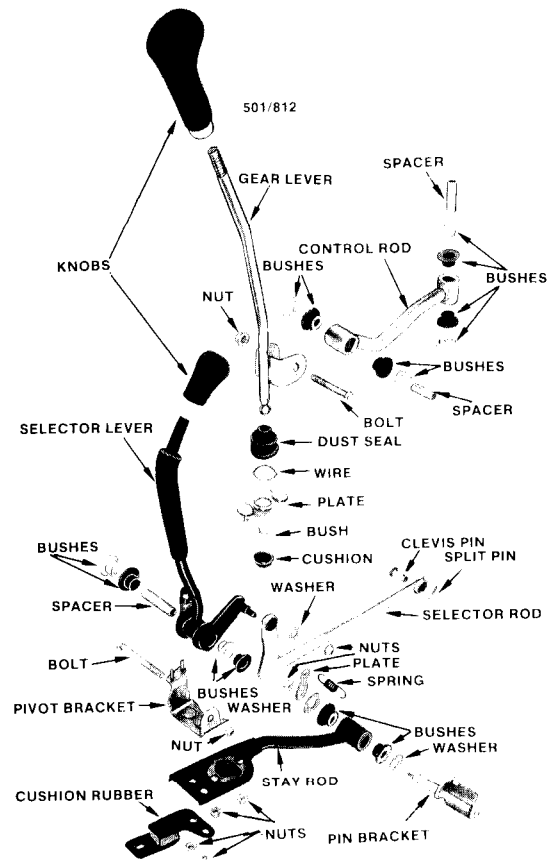 501/812
SPACER
GEAR LEVER
CONTROL ROD
KNOBS
BUSHES
BUSHES
NUT
BUSHES
SPACER
BOLT
SELECTOR LEVER
DUST SEAL
WIRE
PLATE
BUSH
CLEVIS PIN
BUSHES
CUSHION
SPLIT PIN
WASHER
SPACER
SELECTOR ROD
NUTS
BOLT
PLATE
BUSHES
SPRING
PIVOT BRACKET
WASHER
BUSHES
NUT
WASHER
STAY ROD
CUSHION RUBBER
NUTS
PIN BRACKET